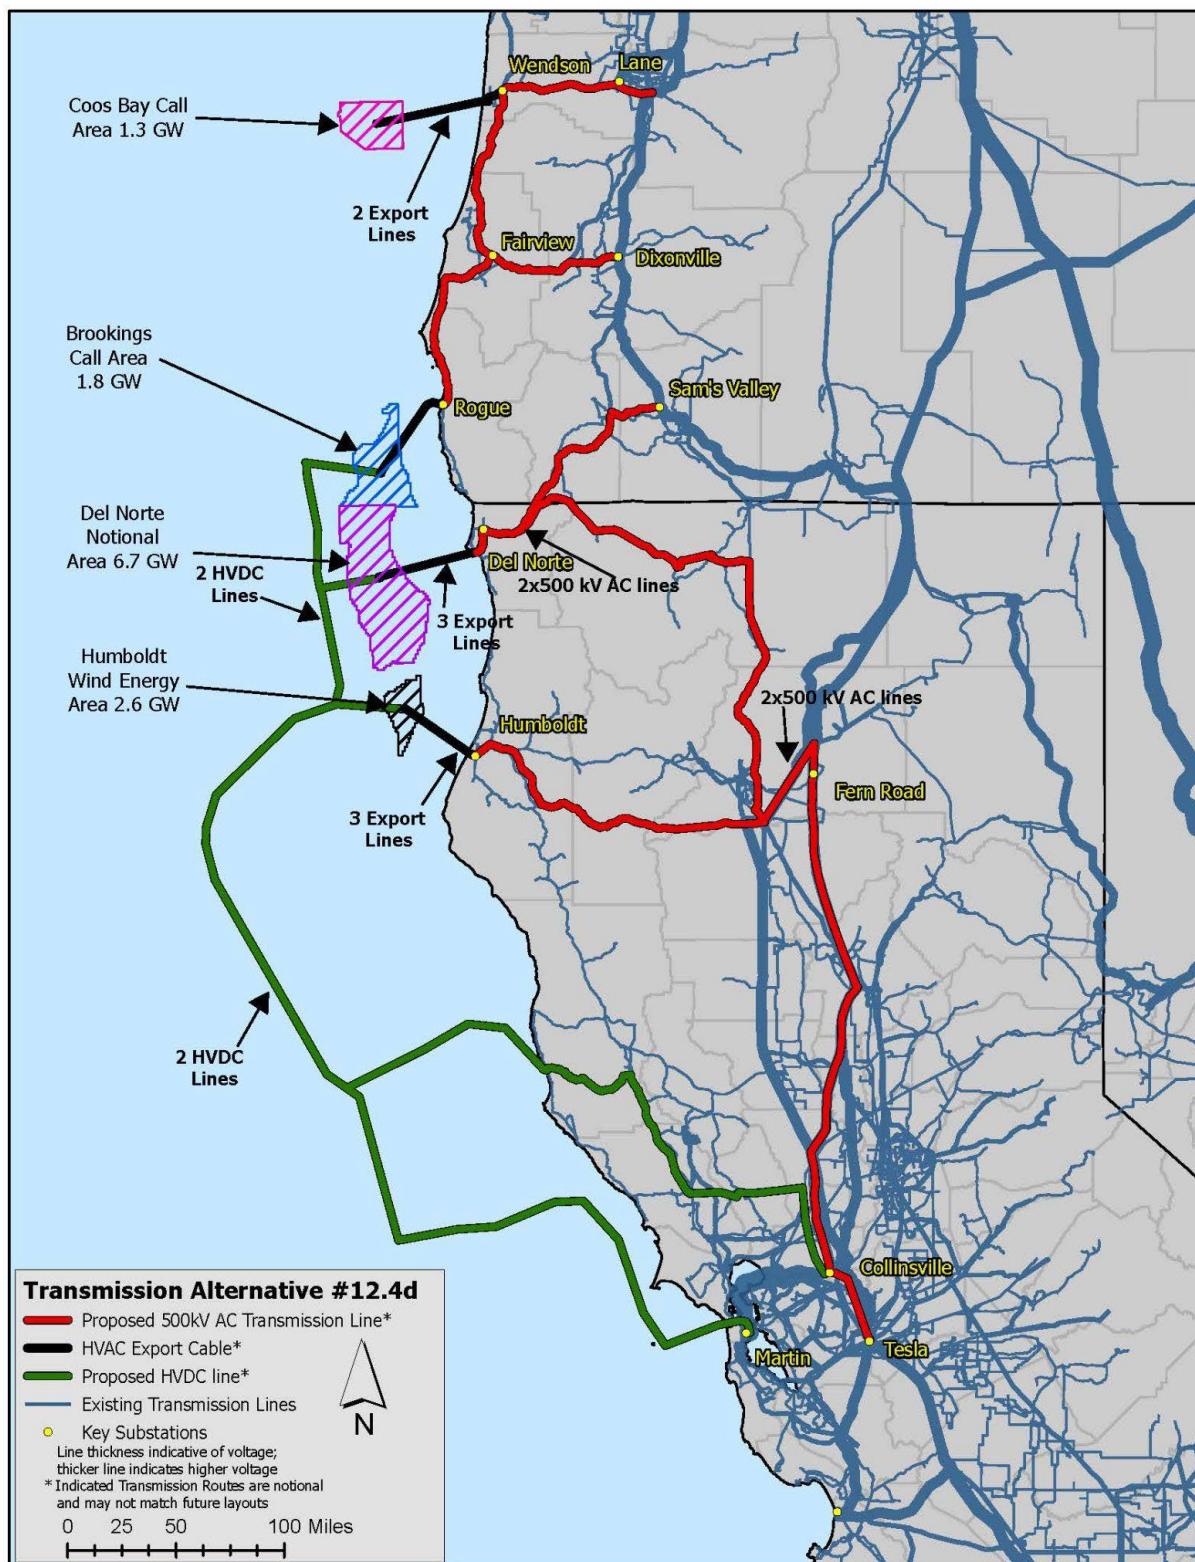 Wendson
Lane
Coos Bay Call
Area 1.3 GW
2 Export
Lines
Fairview
Dixonville
Brookings
Call Area
1.8 GW
Sam's Valley
Rogue
Del Norte
Notional
Area 6.7 GW
2 HVDC
Lines
Del Norte
2x500 kV AC lines
3 Export
Lines
Humboldt
Wind Energy
Area 2.6 GW
2x500 kV AC lines
Humboldt
Fern Road
3 Export
Lines
2 HVDC
Lines
Collinsville
Martin
Tesla
Transmission Alternative #12.4d
Proposed 500kV AC Transmission Line*
HVAC Export Cable*
Proposed HVDC line*
Existing Transmission Lines
Key Substations
Line thickness indicative of voltage;
thicker line indicates higher voltage
* Indicated Transmission Routes are notional
and may not match future layouts
N
0 25 50 100 Miles